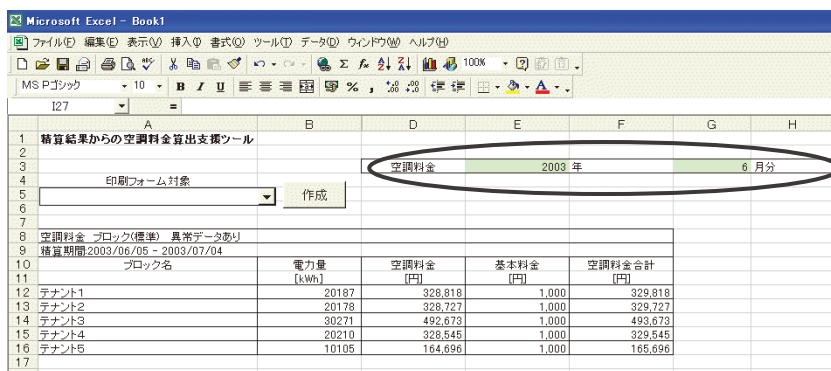 Microsoft Excel - Book1
ファイル(F) 編集(E) 表示(V) 挿入(I) 書式(O) ツール(T) データ(D) ウィンドウ(W) ヘルプ(H)
100%
MS Pゴシック 10 B I U % ,
I27 =
A B D E F G H
1 積算結果からの空調料金算出支援ツール
2
3 空調料金 2003 年 6 月分
4 印刷フォーム対象
5 作成
6
7
8 空調料金 ブロック(標準) 異常データあり
9 積算期間:2003/06/05 - 2003/07/04
10 ブロック名 電力量 空調料金 基本料金 空調料金合計
11 [kWh] [円] [円] [円]
12 テナント1 20187 328,818 1,000 329,818
13 テナント2 20178 328,727 1,000 329,727
14 テナント3 30271 492,673 1,000 493,673
15 テナント4 20210 328,545 1,000 329,545
16 テナント5 10105 164,696 1,000 165,696
17